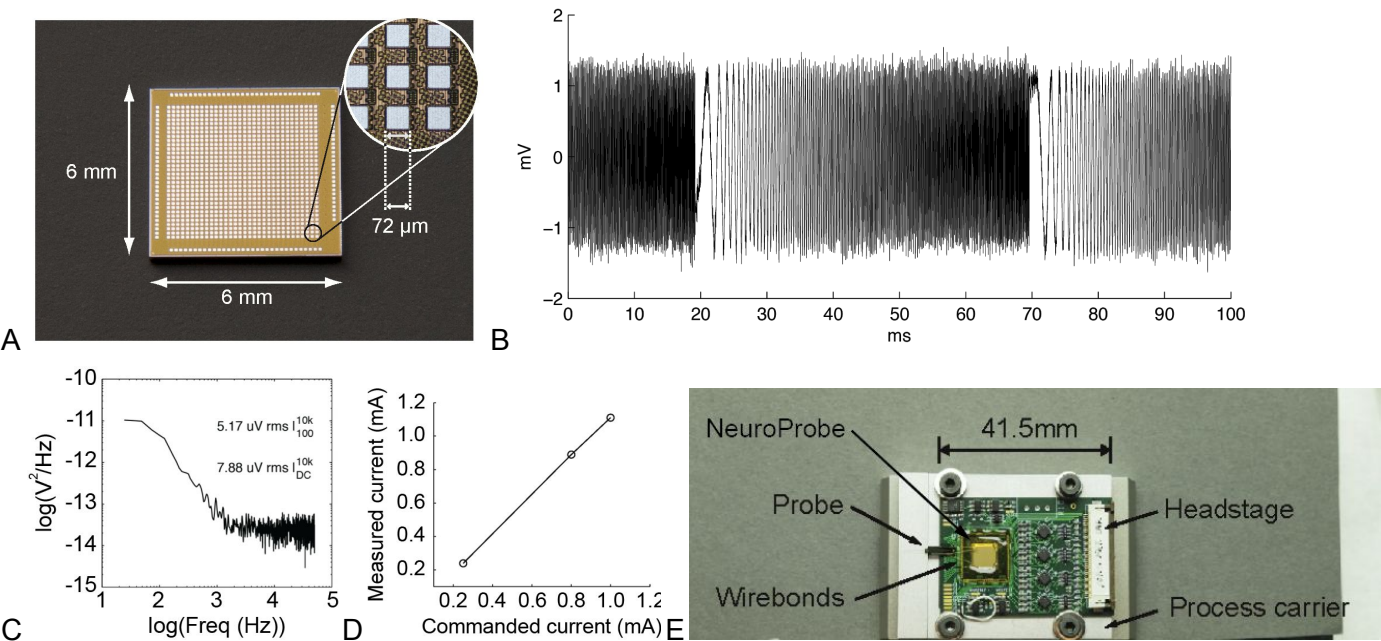 6 mm
6 mm
72 µm
A
2
1
0
−1
−2
mV
0 10 20 30 40 50 60 70 80 90 100
ms
B
-10
-11
-12
-13
-14
-15
log(V²/Hz)
5.17 uV rms I 10k 100
7.88 uV rms I 10k DC
1 2 3 4 5
log(Freq (Hz))
C
1.2
1.0
0.8
0.6
0.4
0.2
Measured current (mA)
0.2 0.4 0.6 0.8 1.0 1.2
Commanded current (mA)
D
NeuroProbe
41.5mm
Probe
Headstage
Wirebonds
Process carrier
E